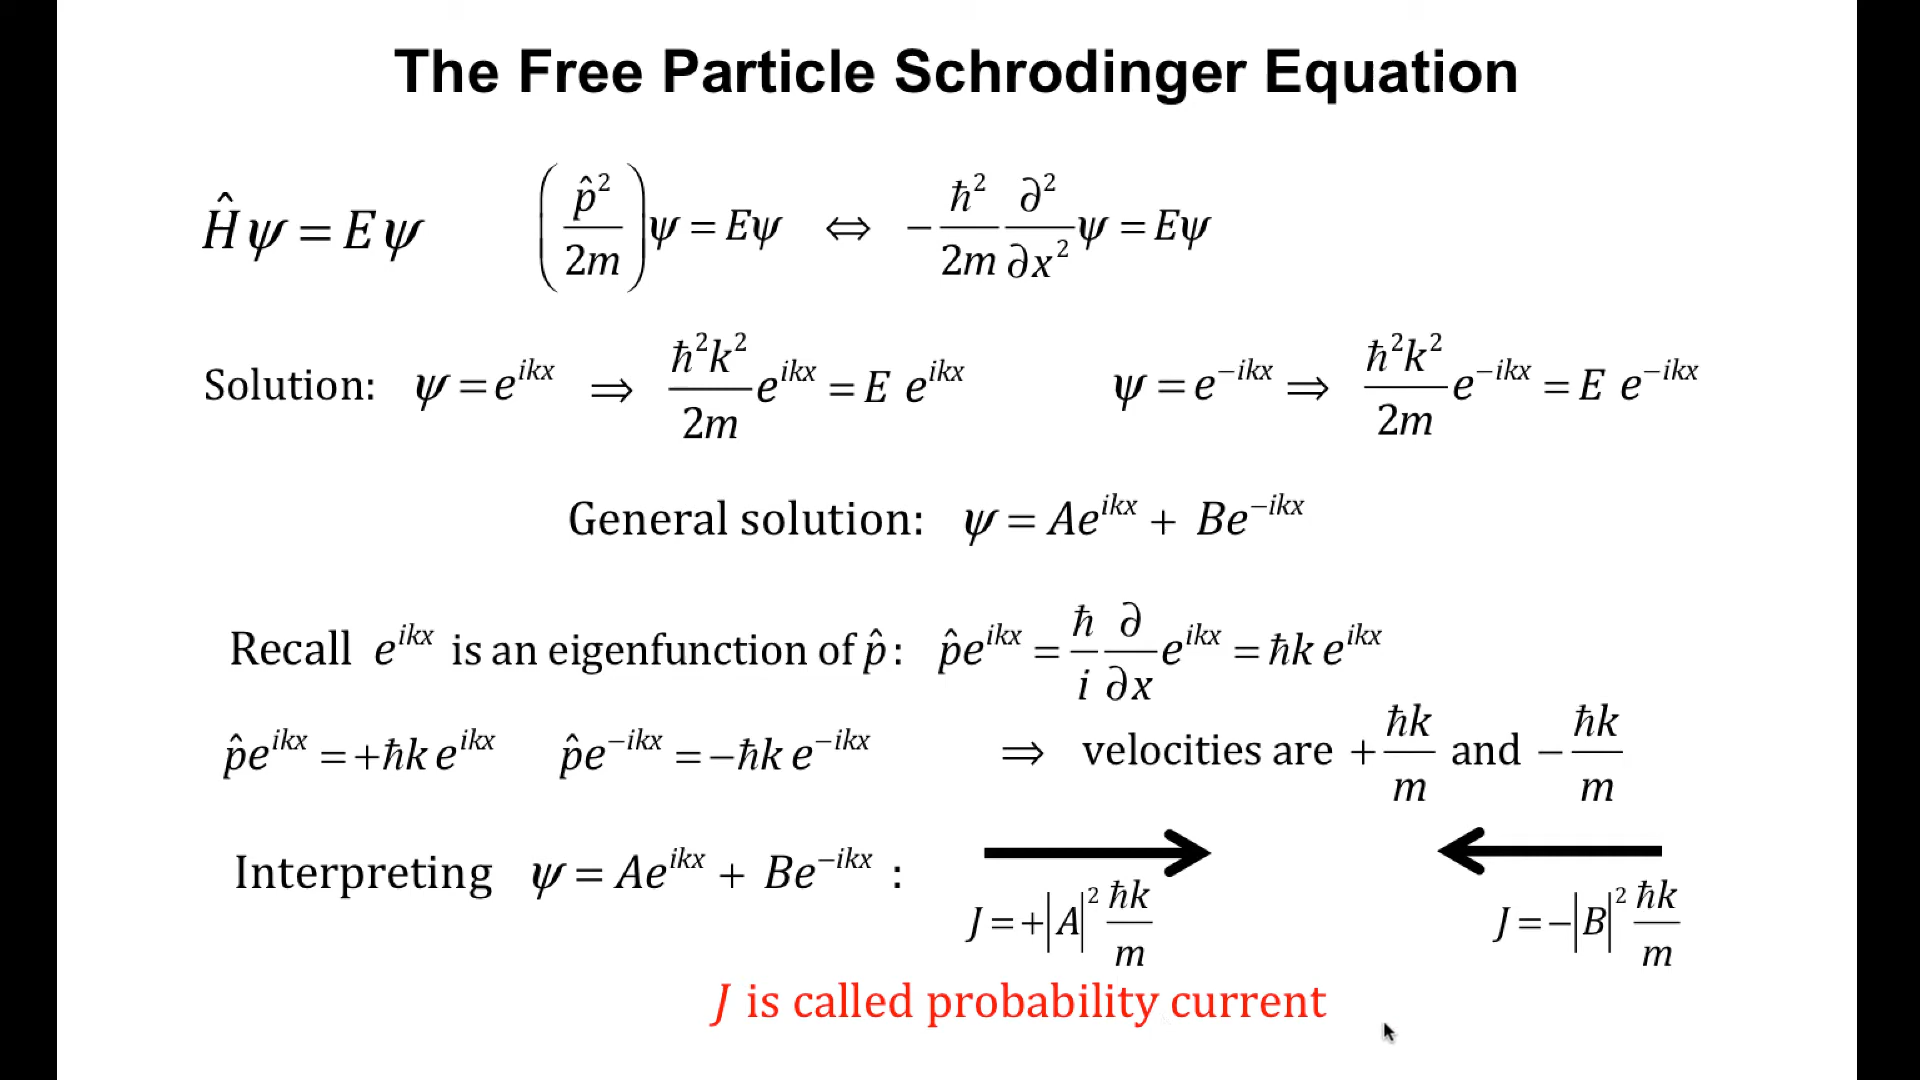 The Free Particle Schrodinger Equation
Ĥψ = Eψ (p̂²/2m)ψ = Eψ ⇔ −ħ²/2m ∂²/∂x² ψ = Eψ
Solution: ψ = e^{ikx} ⇒ ħ²k²/2m e^{ikx} = E e^{ikx} ψ = e^{−ikx} ⇒ ħ²k²/2m e^{−ikx} = E e^{−ikx}
General solution: ψ = Ae^{ikx} + Be^{−ikx}
Recall e^{ikx} is an eigenfunction of p̂: p̂e^{ikx} = ħ/i ∂/∂x e^{ikx} = ħk e^{ikx}
p̂e^{ikx} = +ħk e^{ikx} p̂e^{−ikx} = −ħk e^{−ikx} ⇒ velocities are +ħk/m and −ħk/m
Interpreting ψ = Ae^{ikx} + Be^{−ikx} :
J = +|A|² ħk/m J = −|B|² ħk/m
J is called probability current